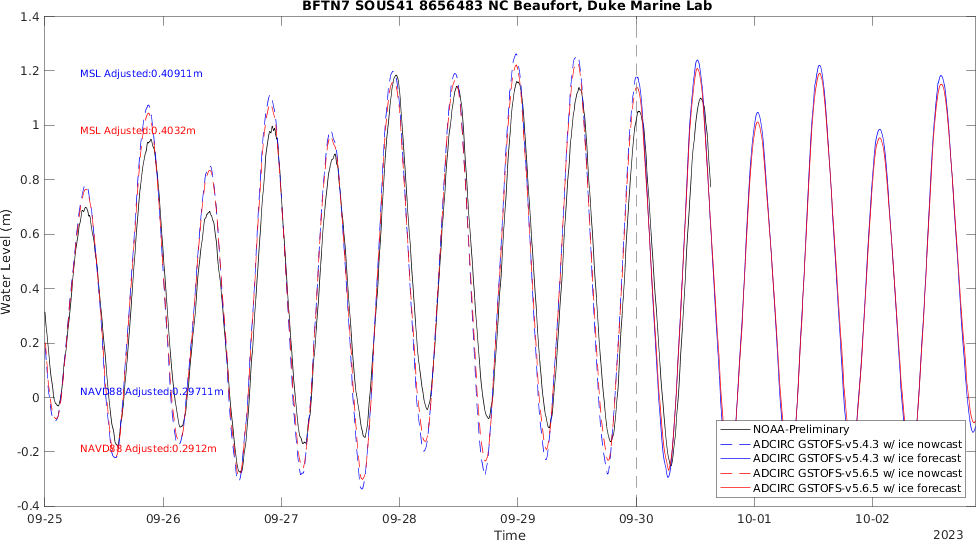 BFTN7 SOUS41 8656483 NC Beaufort, Duke Marine Lab
1.4
1.2
1
0.8
0.6
0.4
0.2
0
-0.2
-0.4
Water Level (m)
MSL Adjusted:0.40911m
MSL Adjusted:0.4032m
NAVD88 Adjusted:0.29711m
NAVD88 Adjusted:0.2912m
NOAA-Preliminary
ADCIRC GSTOFS-v5.4.3 w/ ice nowcast
ADCIRC GSTOFS-v5.4.3 w/ ice forecast
ADCIRC GSTOFS-v5.6.5 w/ ice nowcast
ADCIRC GSTOFS-v5.6.5 w/ ice forecast
09-25 09-26 09-27 09-28 09-29 09-30 10-01 10-02
Time
2023